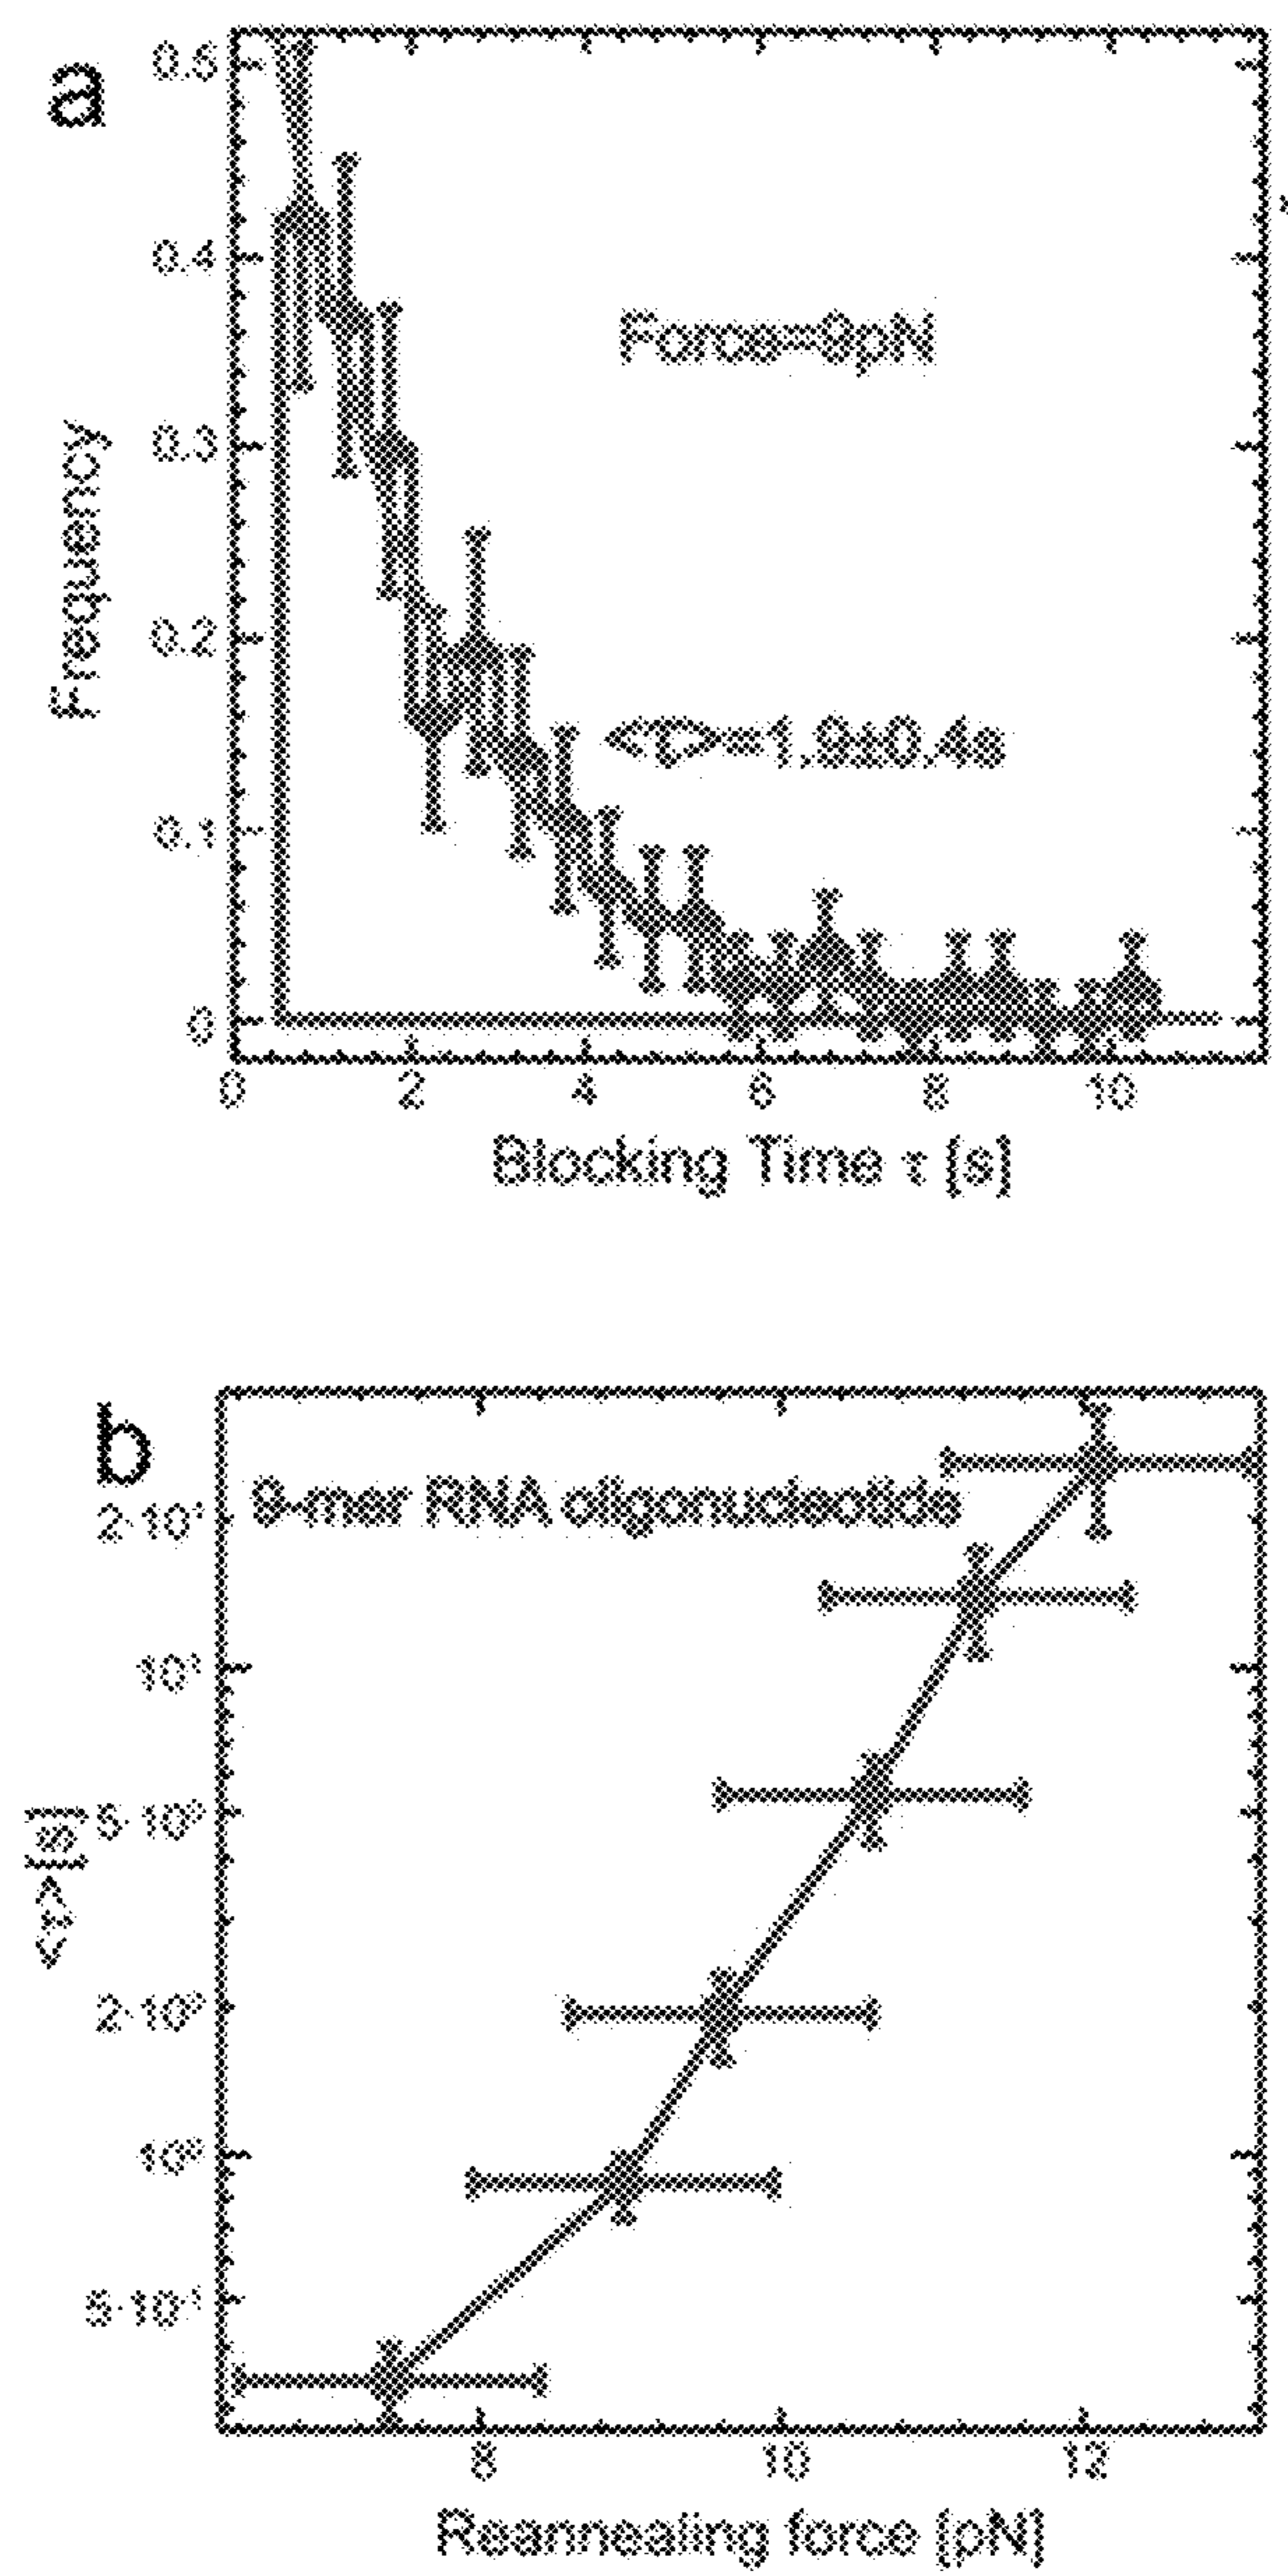 a
0.5
0.4
0.3
0.2
0.1
0
Frequency
Force=9pN
<τ>=1.9±0.4s
0 2 4 6 8 10
Blocking Time τ [s]
b
9-mer RNA oligonucleotide
2·10¹
10¹
5·10⁰
2·10⁰
10⁰
5·10⁻¹
<τ>[s]
8 10 12
Reannealing force [pN]